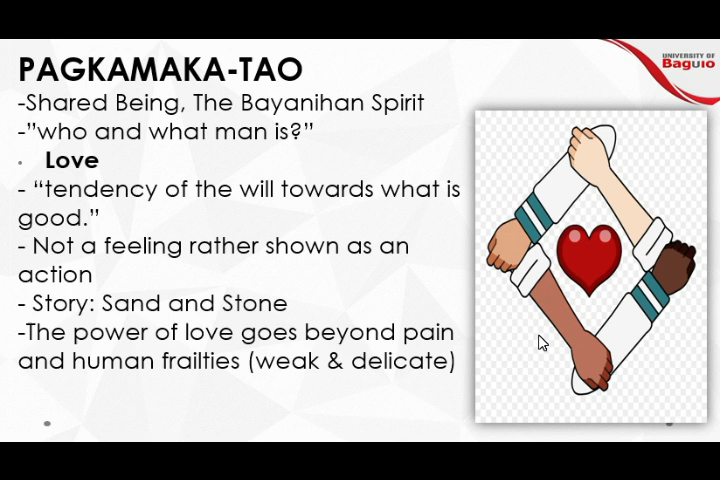 UNIVERSITY OF
Baguio
PAGKAMAKA-TAO
-Shared Being, The Bayanihan Spirit
-”who and what man is?”
• Love
- “tendency of the will towards what is
good.”
- Not a feeling rather shown as an
action
- Story: Sand and Stone
-The power of love goes beyond pain
and human frailties (weak & delicate)